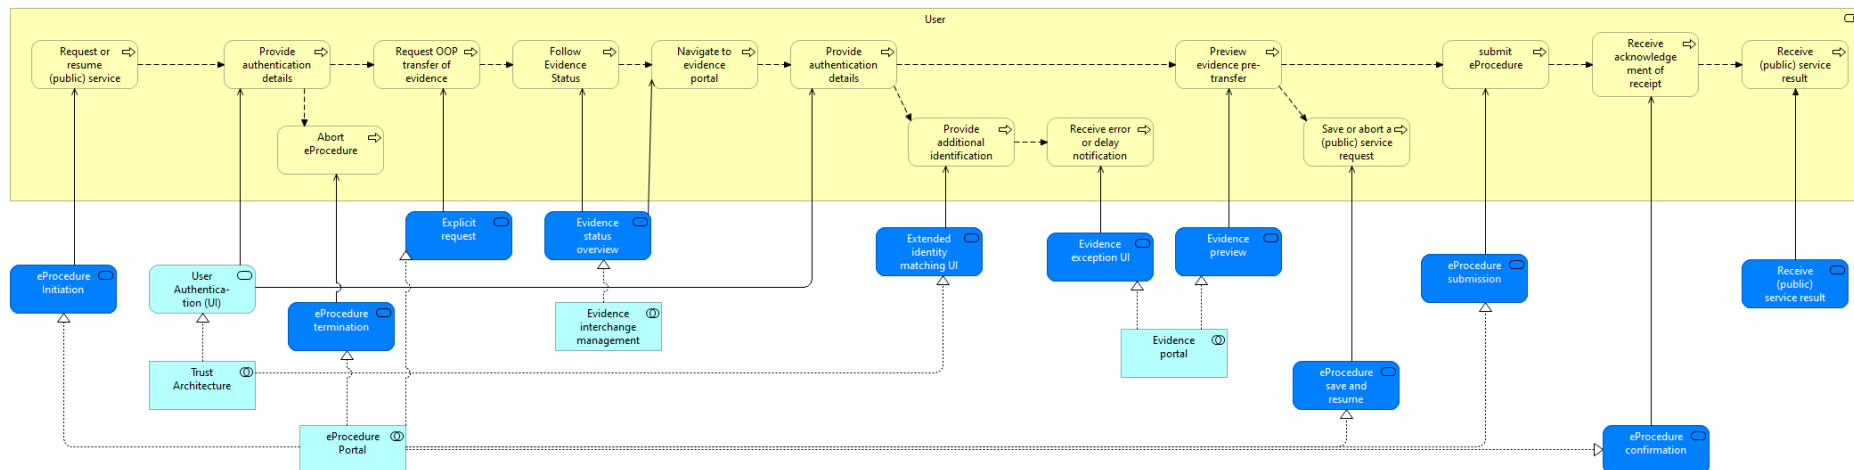 User
Request or
resume
(public) service
Provide
authentication
details
Request OOP
transfer of
evidence
Follow
Evidence
Status
Navigate to
evidence
portal
Provide
authentication
details
Preview
evidence pre-
transfer
submit
eProcedure
Receive
acknowledge
ment of
receipt
Receive
(public) service
result
Abort
eProcedure
Provide
additional
identification
Receive error
or delay
notification
Save or abort a
(public) service
request
Explicit
request
Evidence
status
overview
Extended
identity
matching UI
Evidence
exception UI
Evidence
preview
eProcedure
Initiation
User
Authentica-
tion (UI)
eProcedure
submission
Receive
(public)
service result
eProcedure
termination
Evidence
interchange
management
Evidence
portal
Trust
Architecture
eProcedure
save and
resume
eProcedure
Portal
eProcedure
confirmation